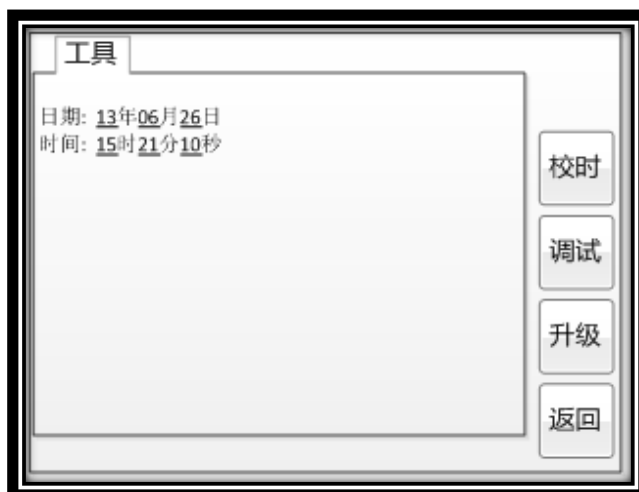 工具
日期: 13年06月26日
时间: 15时21分10秒
校时
调试
升级
返回